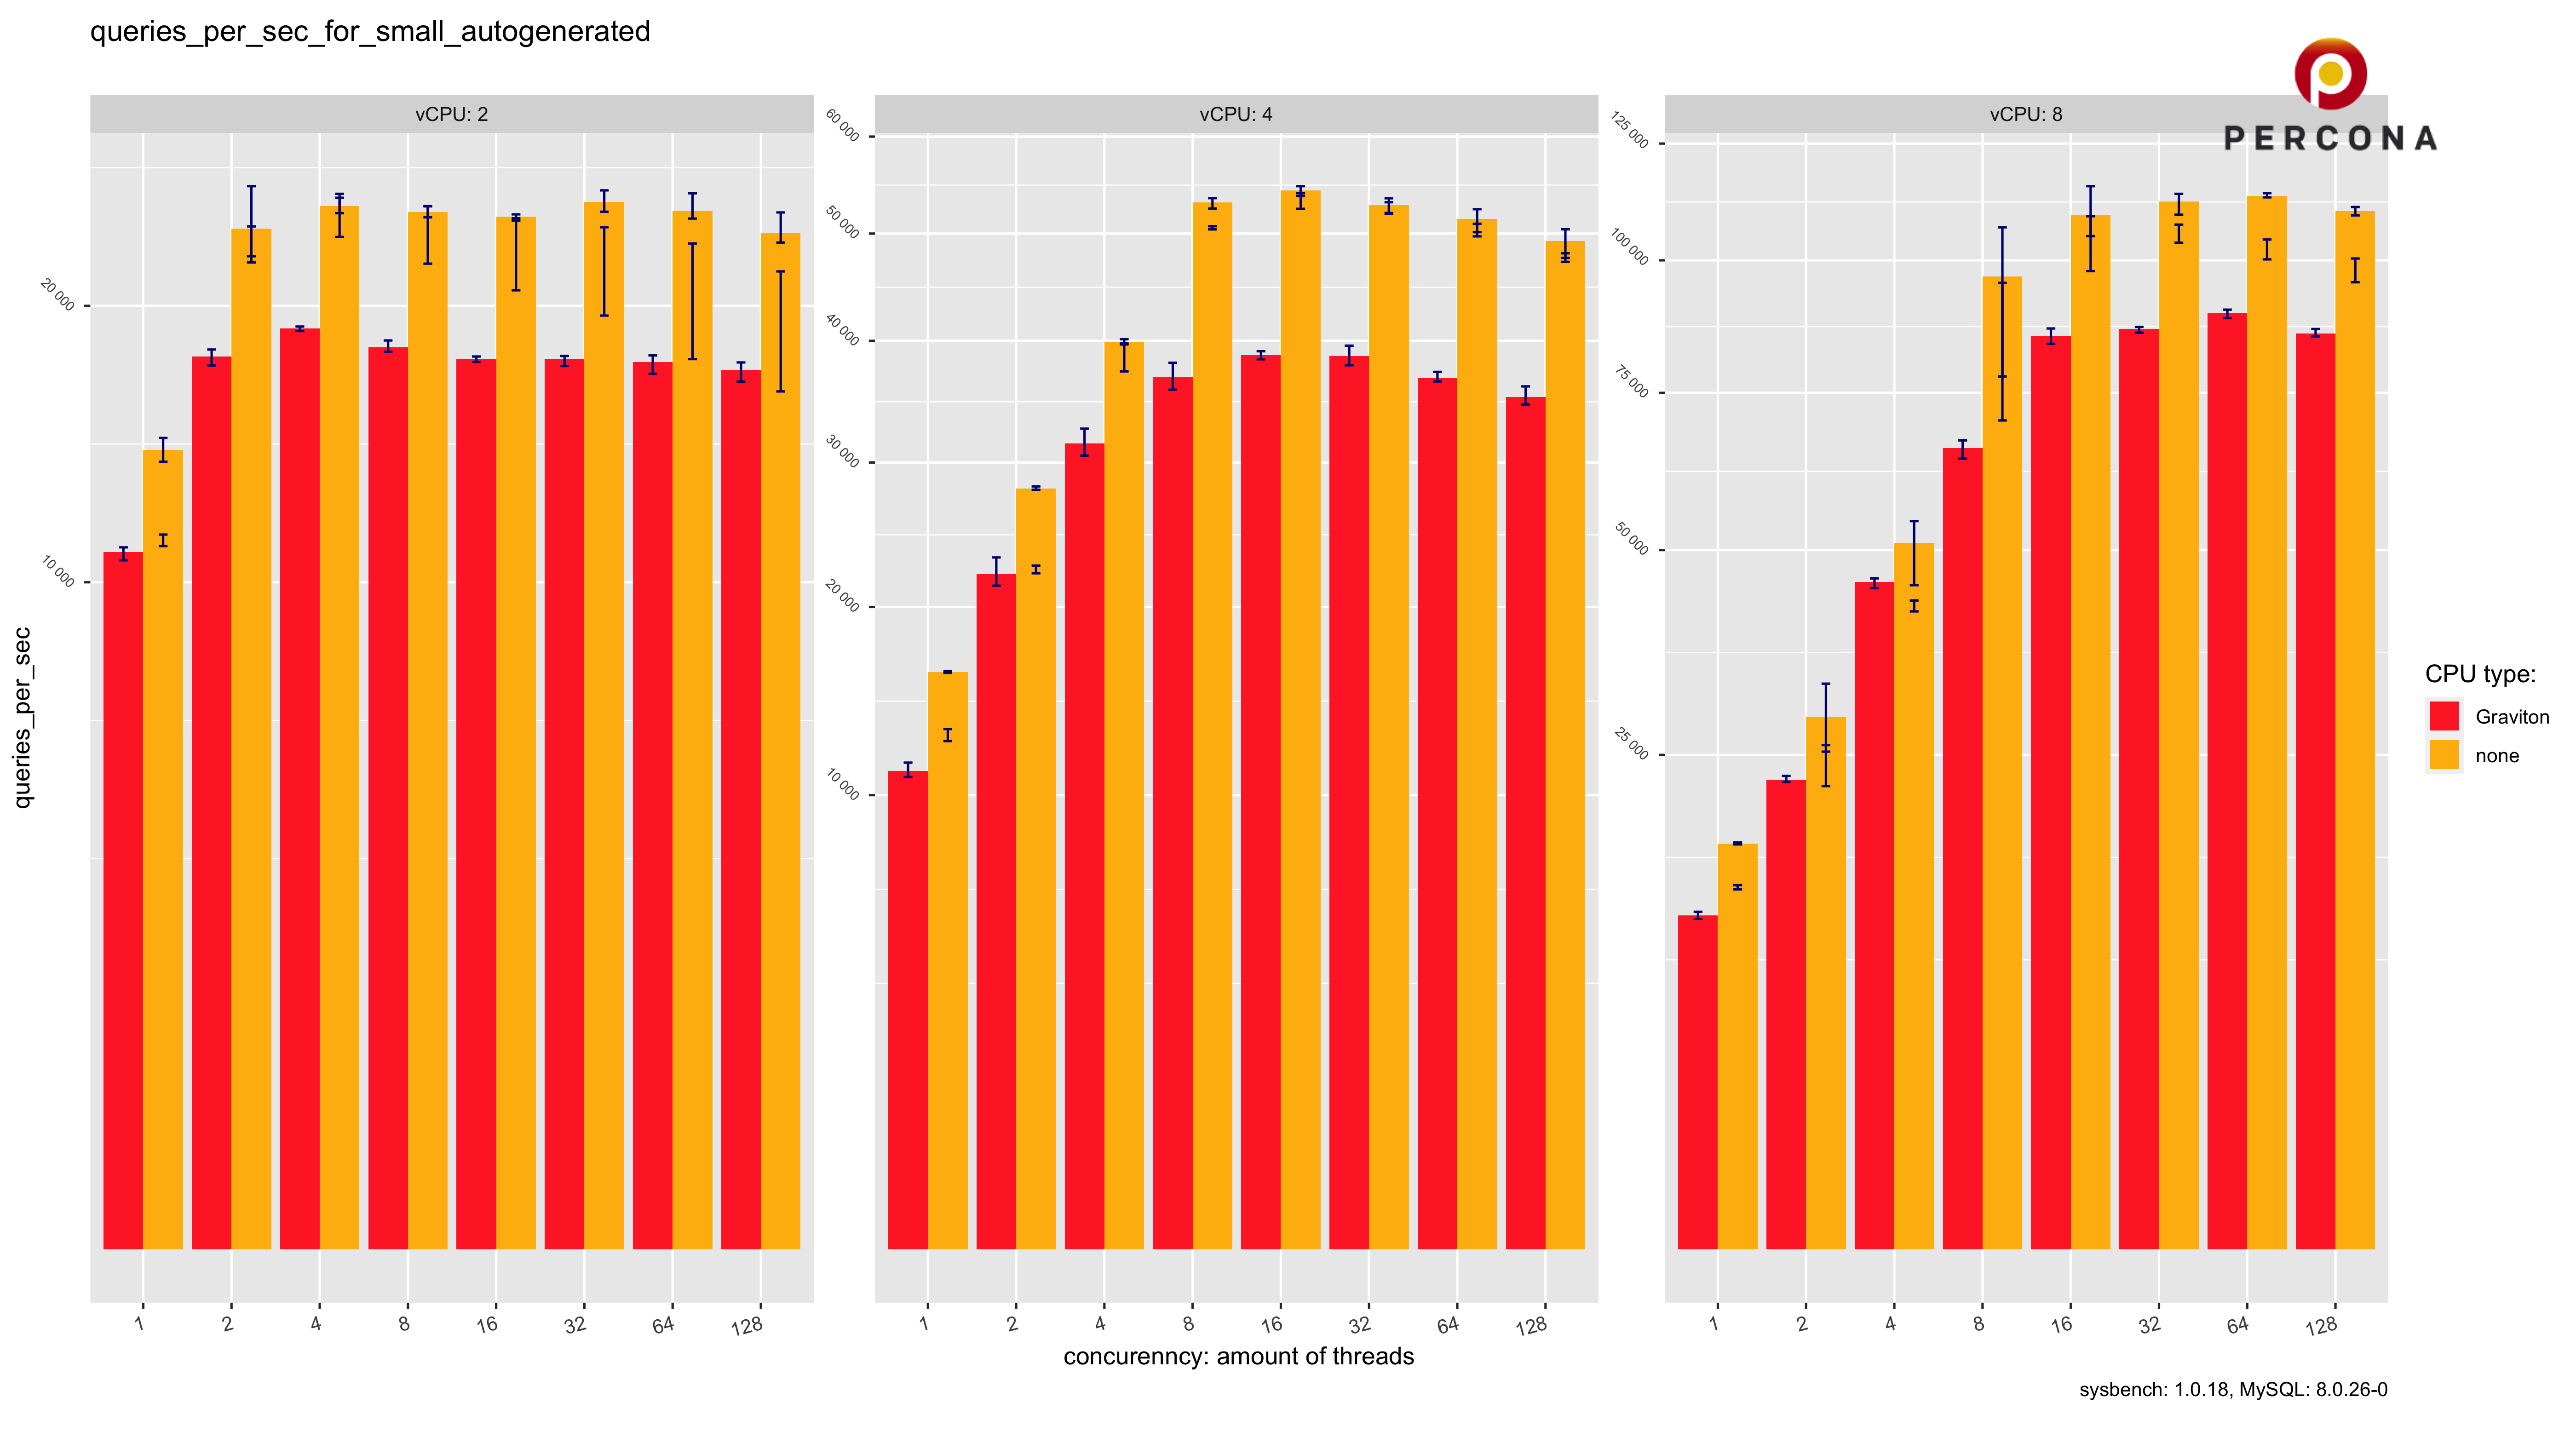 queries_per_sec_for_small_autogenerated
PERCONA
vCPU: 2
vCPU: 4
vCPU: 8
queries_per_sec
20 000
10 000
60 000
50 000
40 000
30 000
20 000
10 000
125 000
100 000
75 000
50 000
25 000
CPU type:
Graviton
none
1 2 4 8 16 32 64 128
1 2 4 8 16 32 64 128
1 2 4 8 16 32 64 128
concurenncy: amount of threads
sysbench: 1.0.18, MySQL: 8.0.26-0